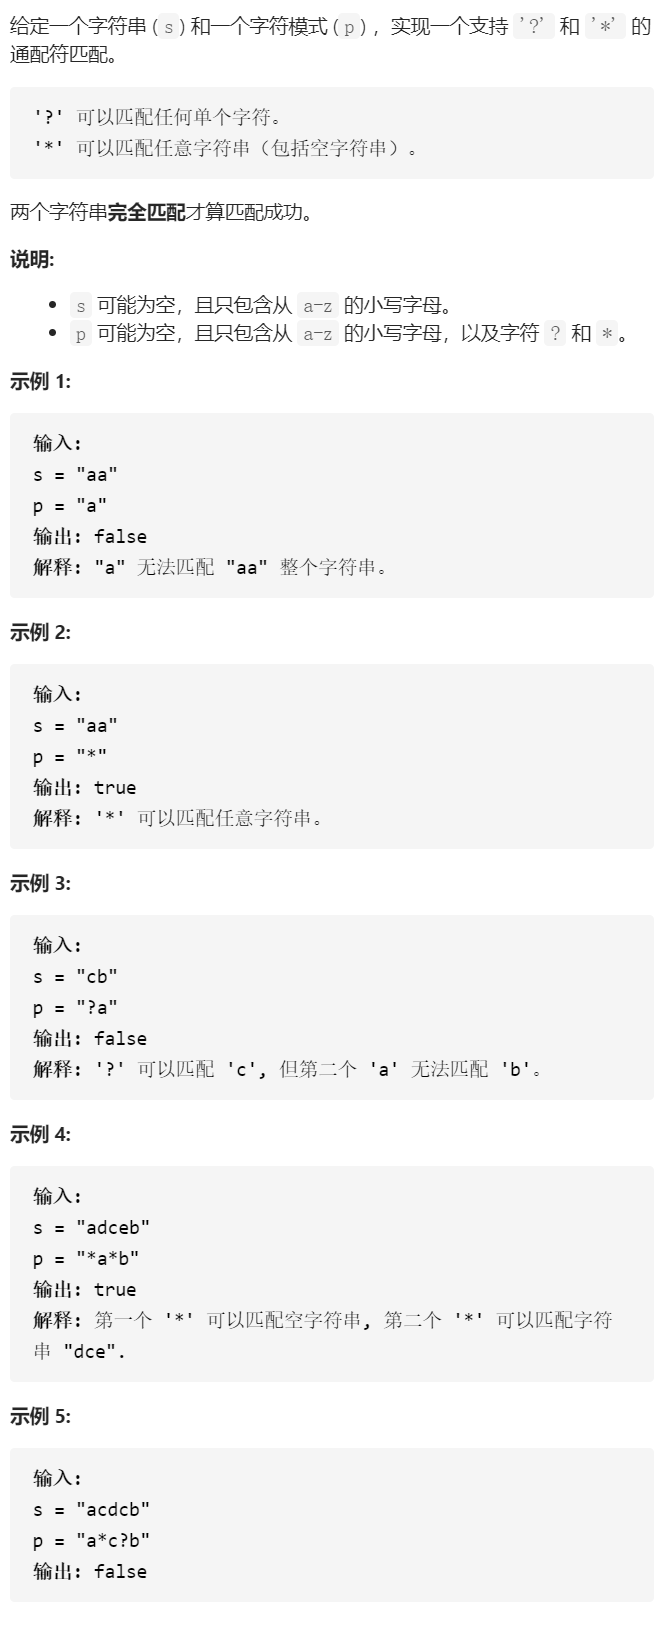 给定一个字符串 (s) 和一个字符模式 (p) ，实现一个支持 '?' 和 '*' 的
通配符匹配。
'?' 可以匹配任何单个字符。
'*' 可以匹配任意字符串（包括空字符串）。
两个字符串完全匹配才算匹配成功。
说明:
• s 可能为空，且只包含从 a-z 的小写字母。
• p 可能为空，且只包含从 a-z 的小写字母，以及字符 ? 和 *。
示例 1:
输入:
s = "aa"
p = "a"
输出: false
解释: "a" 无法匹配 "aa" 整个字符串。
示例 2:
输入:
s = "aa"
p = "*"
输出: true
解释: '*' 可以匹配任意字符串。
示例 3:
输入:
s = "cb"
p = "?a"
输出: false
解释: '?' 可以匹配 'c', 但第二个 'a' 无法匹配 'b'。
示例 4:
输入:
s = "adceb"
p = "*a*b"
输出: true
解释: 第一个 '*' 可以匹配空字符串, 第二个 '*' 可以匹配字符
串 "dce".
示例 5:
输入:
s = "acdcb"
p = "a*c?b"
输出: false